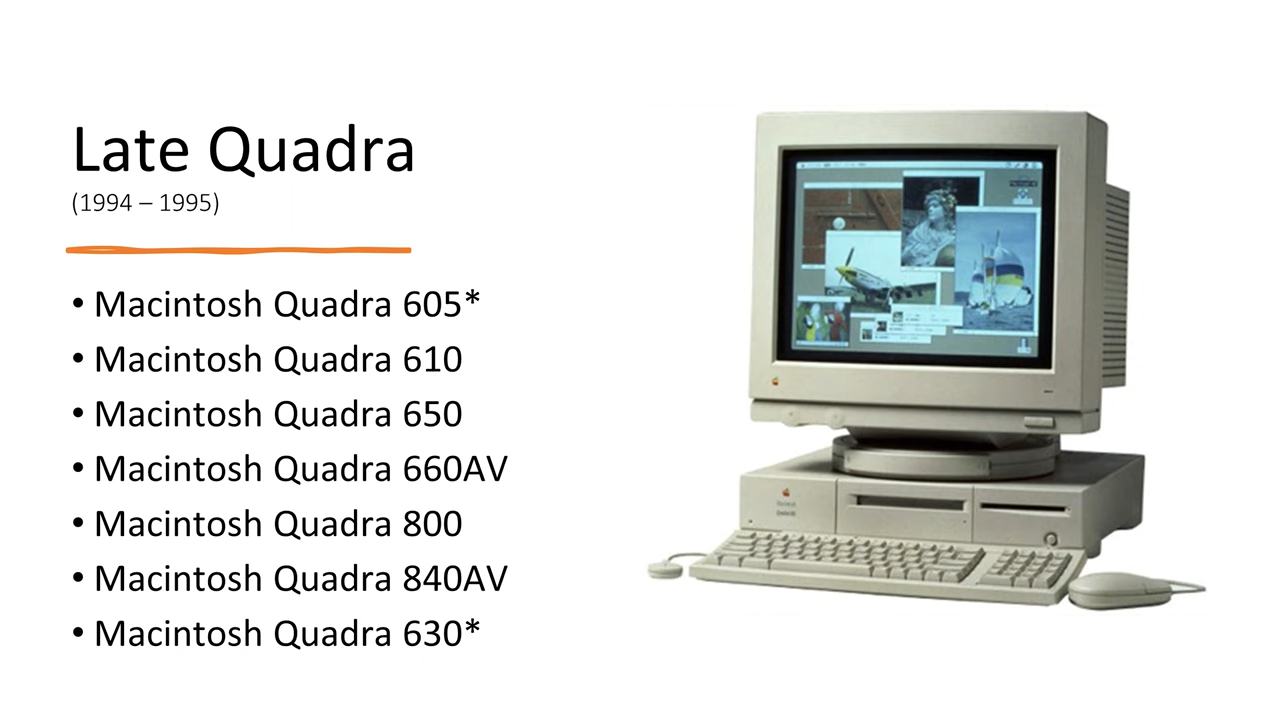 Late Quadra
(1994 – 1995)
• Macintosh Quadra 605*
• Macintosh Quadra 610
• Macintosh Quadra 650
• Macintosh Quadra 660AV
• Macintosh Quadra 800
• Macintosh Quadra 840AV
• Macintosh Quadra 630*